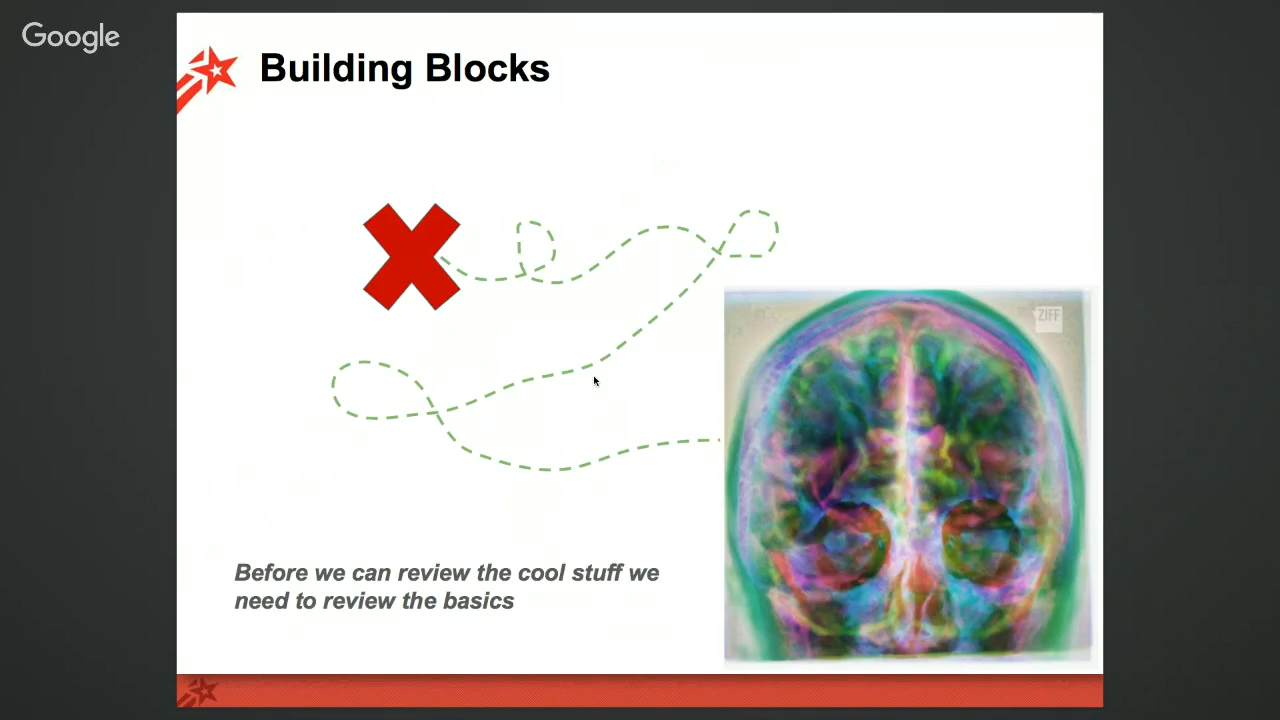 Google
Building Blocks
ZIFF
Before we can review the cool stuff we
need to review the basics